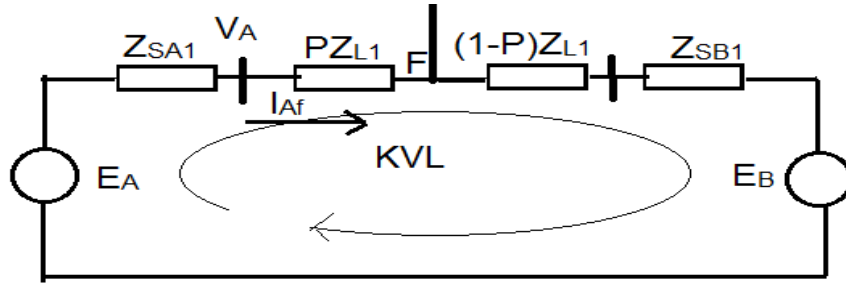 ZSA1 VA PZL1 F (1-P)ZL1 ZSB1
IAf
KVL
EA EB